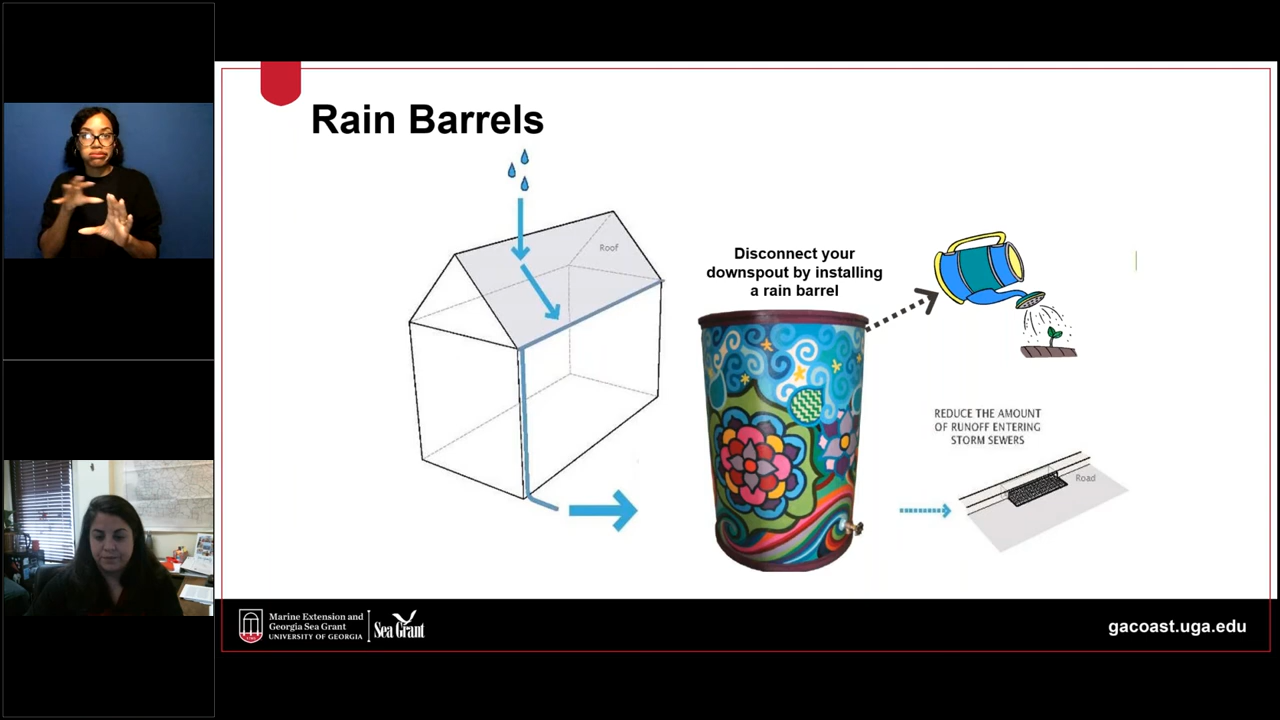 Rain Barrels
Roof
Disconnect your
downspout by installing
a rain barrel
REDUCE THE AMOUNT
OF RUNOFF ENTERING
STORM SEWERS
Road
Marine Extension and
Georgia Sea Grant
UNIVERSITY OF GEORGIA
Sea Grant
gacoast.uga.edu